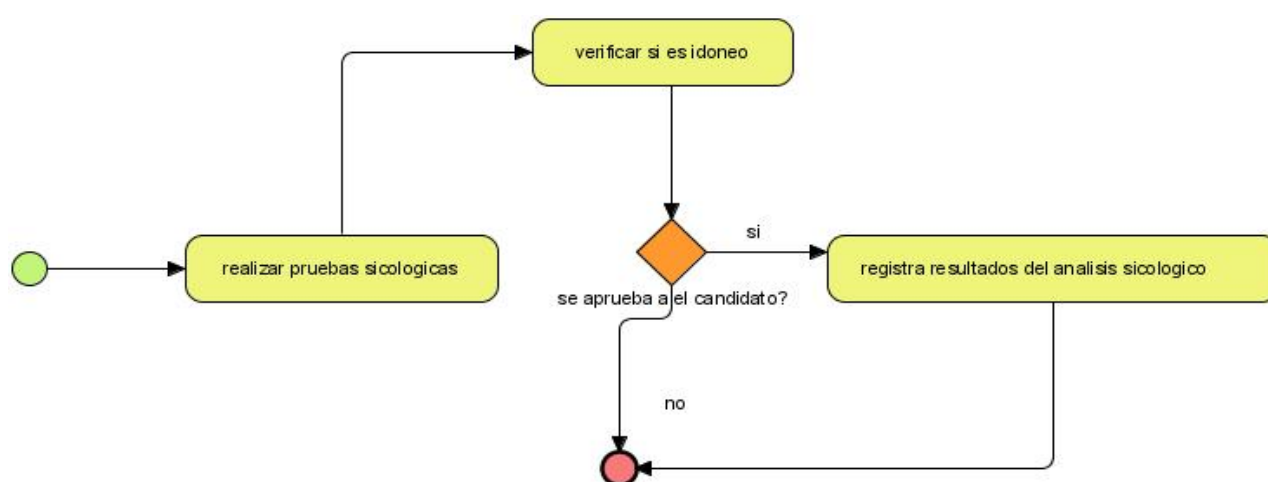 verificar si es idoneo
si
realizar pruebas sicologicas
registra resultados del analisis sicologico
se aprueba a el candidato?
no